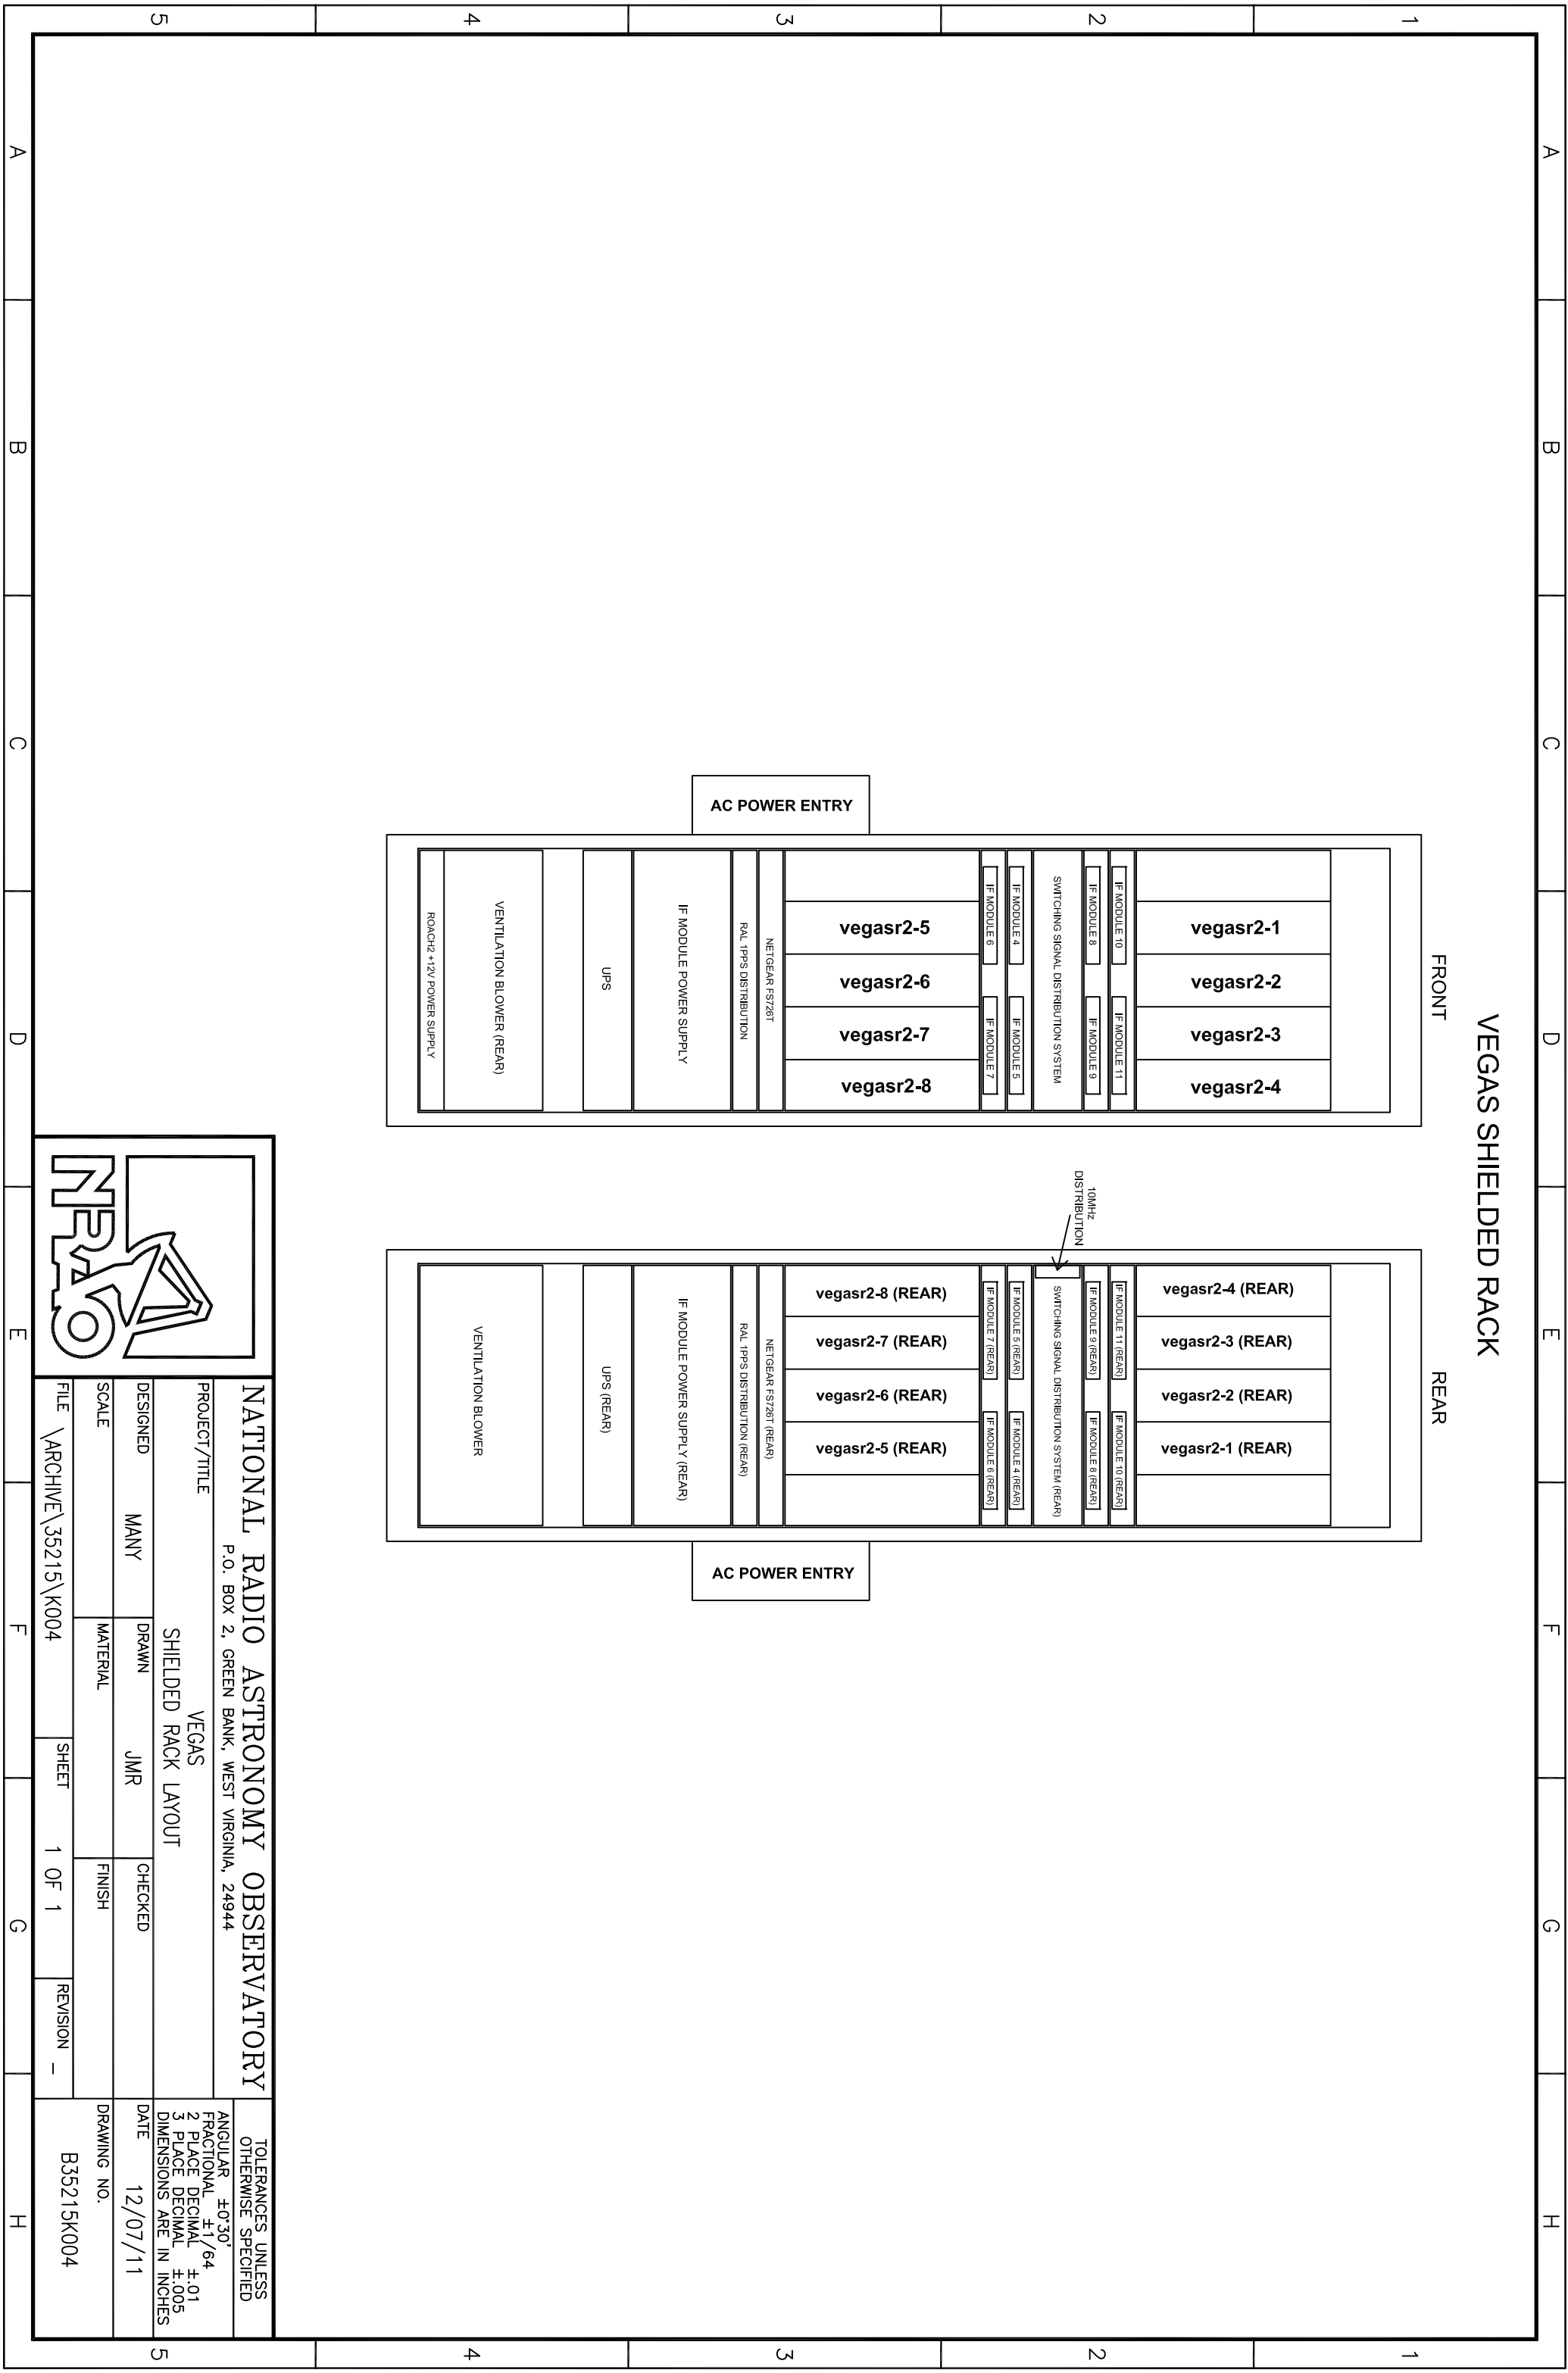 VEGAS SHIELDED RACK
FRONT
REAR
vegasr2-1
vegasr2-2
vegasr2-3
vegasr2-4
IF MODULE 10
IF MODULE 11
IF MODULE 8
IF MODULE 9
SWITCHING SIGNAL DISTRIBUTION SYSTEM
IF MODULE 4
IF MODULE 5
IF MODULE 6
IF MODULE 7
vegasr2-5
vegasr2-6
vegasr2-7
vegasr2-8
NETGEAR FS726T
RAL 1PPS DISTRIBUTION
IF MODULE POWER SUPPLY
UPS
VENTILATION BLOWER (REAR)
ROACH2 +12V POWER SUPPLY
AC POWER ENTRY
10MHz
DISTRIBUTION
vegasr2-4 (REAR)
vegasr2-3 (REAR)
vegasr2-2 (REAR)
vegasr2-1 (REAR)
IF MODULE 11 (REAR)
IF MODULE 10 (REAR)
IF MODULE 9 (REAR)
IF MODULE 8 (REAR)
SWITCHING SIGNAL DISTRIBUTION SYSTEM (REAR)
IF MODULE 5 (REAR)
IF MODULE 4 (REAR)
IF MODULE 7 (REAR)
IF MODULE 6 (REAR)
vegasr2-8 (REAR)
vegasr2-7 (REAR)
vegasr2-6 (REAR)
vegasr2-5 (REAR)
NETGEAR FS726T (REAR)
RAL 1PPS DISTRIBUTION (REAR)
IF MODULE POWER SUPPLY (REAR)
UPS (REAR)
VENTILATION BLOWER
AC POWER ENTRY
NRAO
NATIONAL RADIO ASTRONOMY OBSERVATORY
P.O. BOX 2, GREEN BANK, WEST VIRGINIA, 24944
PROJECT/TITLE
VEGAS
SHIELDED RACK LAYOUT
DESIGNED MANY
DRAWN JMR
CHECKED
SCALE
MATERIAL
FINISH
FILE \ARCHIVE\35215\K004
SHEET 1 OF 1
REVISION –
TOLERANCES UNLESS
OTHERWISE SPECIFIED
ANGULAR ±0°30'
FRACTIONAL ±1/64
2 PLACE DECIMAL ±.01
3 PLACE DECIMAL ±.005
DIMENSIONS ARE IN INCHES
DATE 12/07/11
DRAWING NO.
B35215K004
A B C D E F G H
A B C D E F G H
1 2 3 4 5
1 2 3 4 5